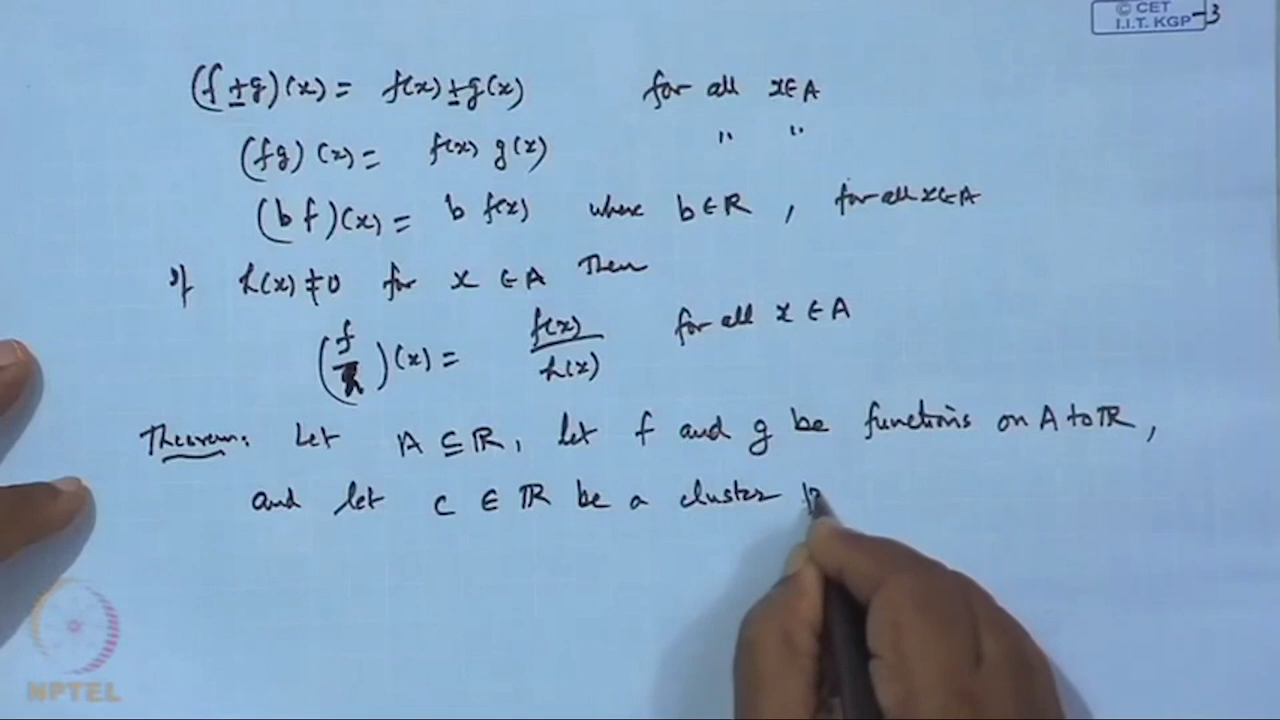 © CET
I.I.T. KGP -3
(f ± g)(x) = f(x) ± g(x) for all x ∈ A
(fg)(x) = f(x) g(x) " "
(b f)(x) = b f(x) where b ∈ ℝ , for all x ∈ A
If h(x) ≠ 0 for x ∈ A Then
(f/h)(x) = f(x)/h(x) for all x ∈ A
Theorem: Let A ⊆ ℝ, let f and g be functions on A to ℝ,
and let c ∈ ℝ be a cluster p
NPTEL